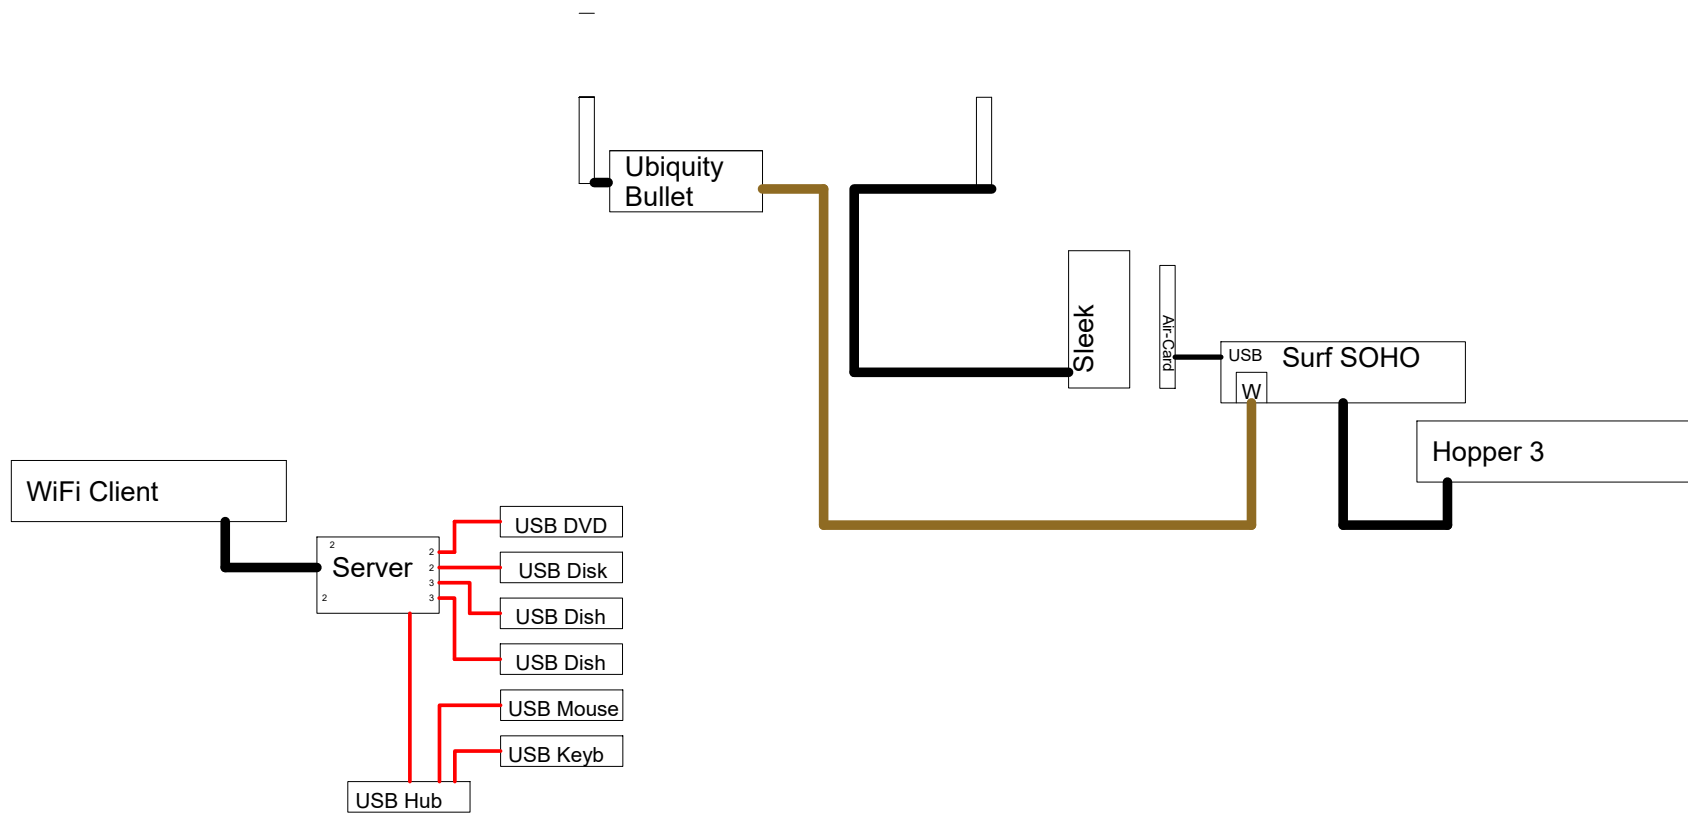 Ubiquity
Bullet
Sleek
Air-Card
USB
Surf SOHO
W
Hopper 3
WiFi Client
USB DVD
2
2
Server
2
USB Disk
3
2
3
USB Dish
USB Dish
USB Mouse
USB Keyb
USB Hub